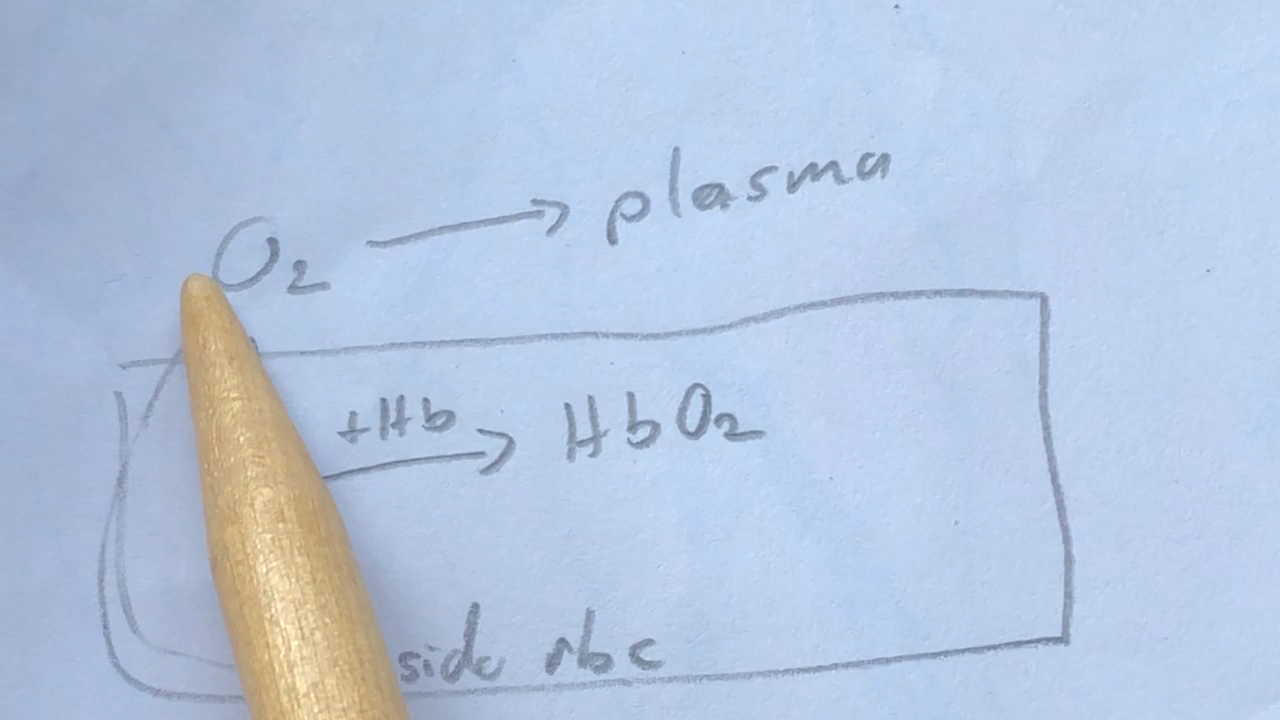 O₂ → plasma
+Hb → HbO₂
side rbc